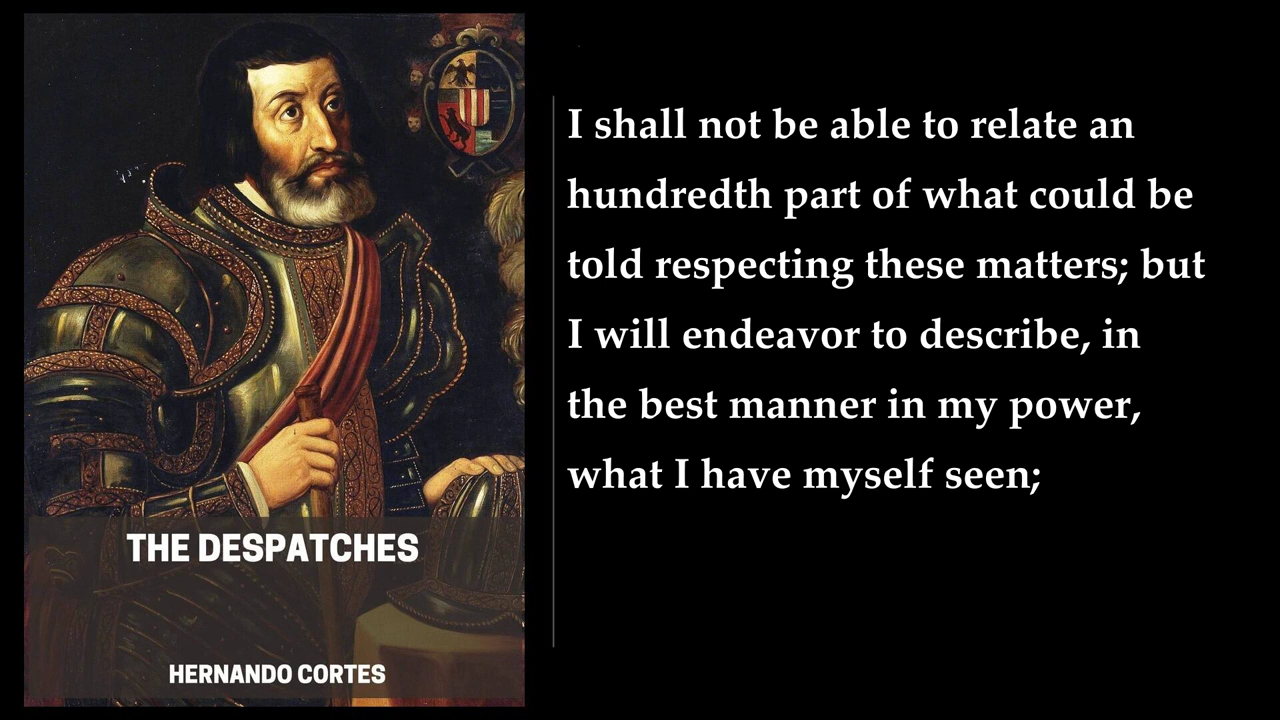 THE DESPATCHES
HERNANDO CORTES
I shall not be able to relate an
hundredth part of what could be
told respecting these matters; but
I will endeavor to describe, in
the best manner in my power,
what I have myself seen;